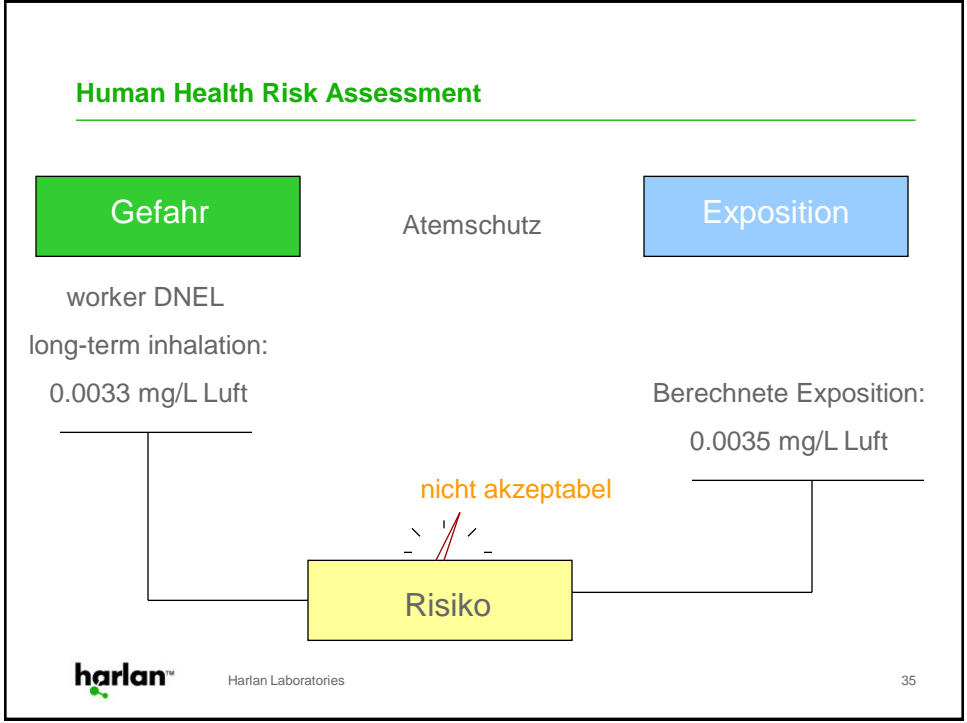 Human Health Risk Assessment
Gefahr
Atemschutz
Exposition
worker DNEL
long-term inhalation:
0.0033 mg/L Luft
Berechnete Exposition:
0.0035 mg/L Luft
nicht akzeptabel
Risiko
harlan™
Harlan Laboratories
35